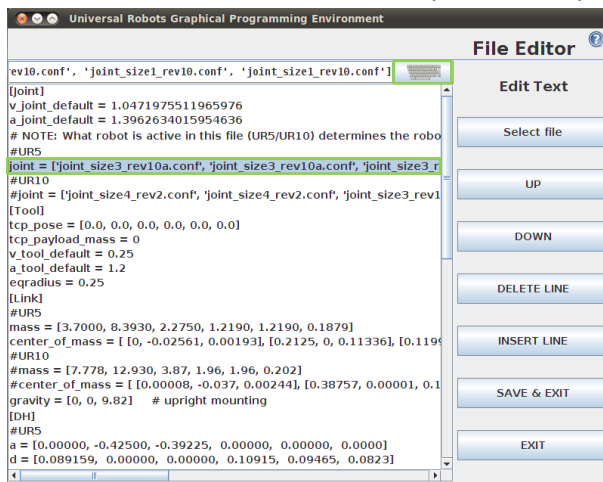 Universal Robots Graphical Programming Environment
File Editor
?
rev10.conf', 'joint_size1_rev10.conf', 'joint_size1_rev10.conf']
Edit Text
[Joint]
v_joint_default = 1.0471975511965976
a_joint_default = 1.3962634015954636
# NOTE: What robot is active in this file (UR5/UR10) determines the robo
#UR5
joint = ['joint_size3_rev10a.conf', 'joint_size3_rev10a.conf', 'joint_size3_r
#UR10
#joint = ['joint_size4_rev2.conf', 'joint_size4_rev2.conf', 'joint_size3_rev1
[Tool]
tcp_pose = [0.0, 0.0, 0.0, 0.0, 0.0, 0.0]
tcp_payload_mass = 0
v_tool_default = 0.25
a_tool_default = 1.2
eqradius = 0.25
[Link]
#UR5
mass = [3.7000, 8.3930, 2.2750, 1.2190, 1.2190, 0.1879]
center_of_mass = [ [0, -0.02561, 0.00193], [0.2125, 0, 0.11336], [0.1199
#UR10
#mass = [7.778, 12.930, 3.87, 1.96, 1.96, 0.202]
#center_of_mass = [ [0.00008, -0.037, 0.00244], [0.38757, 0.00001, 0.1
gravity = [0, 0, 9.82] # upright mounting
[DH]
#UR5
a = [0.00000, -0.42500, -0.39225, 0.00000, 0.00000, 0.0000]
d = [0.089159, 0.00000, 0.00000, 0.10915, 0.09465, 0.0823]
Select file
UP
DOWN
DELETE LINE
INSERT LINE
SAVE & EXIT
EXIT